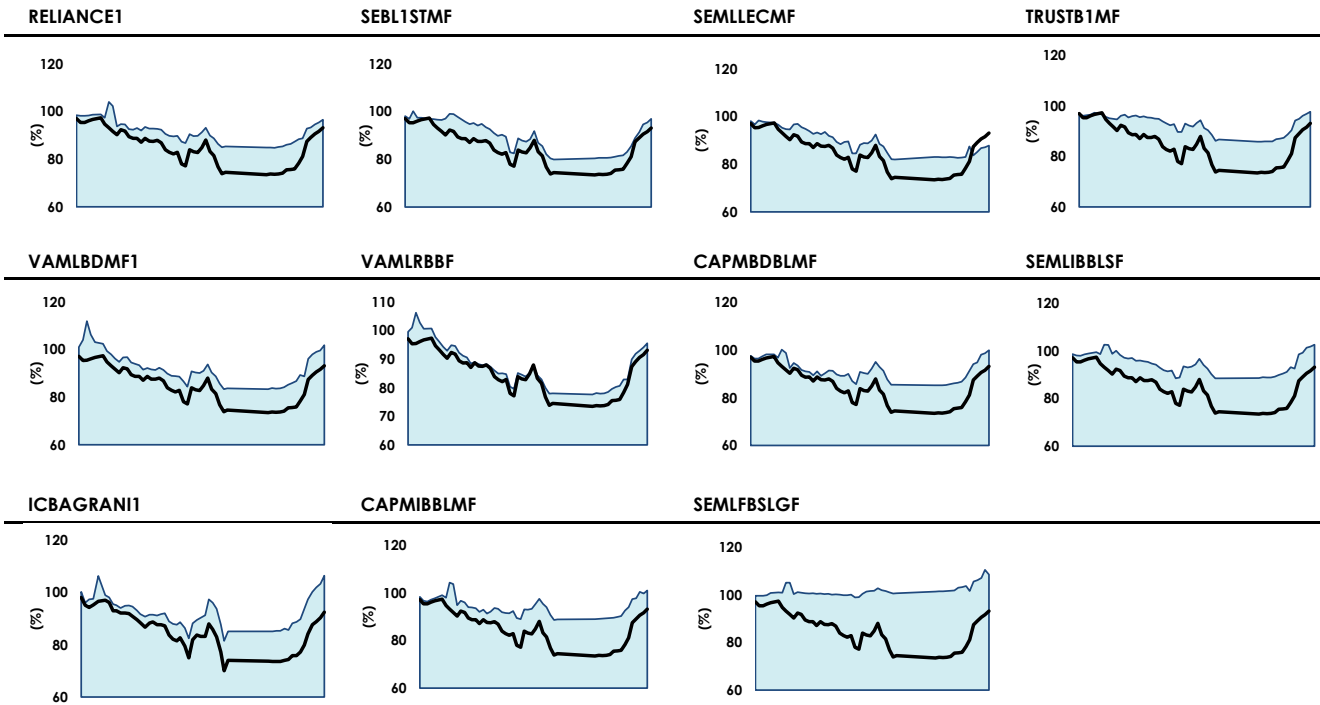 RELIANCE1 SEBL1STMF SEMLLECMF TRUSTB1MF
120 120 120 120
100 100 100 100
80 80 80 80
60 60 60 60
(%) (%) (%) (%)
VAMLBDMF1 VAMLRBBF CAPMBDBLMF SEMLIBBLSF
120 110 120 120
100 100 100 100
90
80 80 80 80
70
60 60 60 60
(%) (%) (%) (%)
ICBAGRANI1 CAPMIBBLMF SEMLFBSLGF
120 120 120
100 100 100
80 80 80
60 60 60
(%) (%) (%)